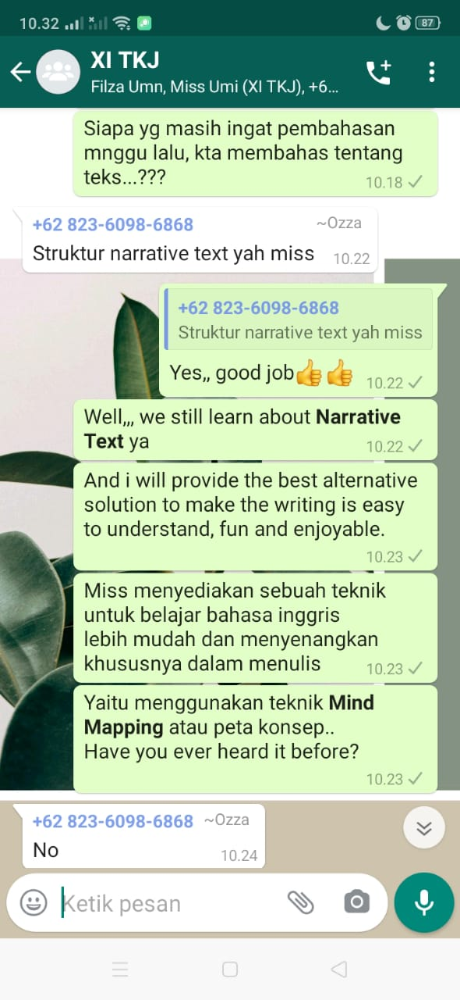 10.32
87
XI TKJ
Filza Umn, Miss Umi (XI TKJ), +6...
Siapa yg masih ingat pembahasan
mnggu lalu, kta membahas tentang
teks...???
10.18
+62 823-6098-6868 ~Ozza
Struktur narrative text yah miss 10.22
+62 823-6098-6868
Struktur narrative text yah miss
Yes,, good job👍👍 10.22
Well,,, we still learn about Narrative
Text ya 10.22
And i will provide the best alternative
solution to make the writing is easy
to understand, fun and enjoyable.
10.23
Miss menyediakan sebuah teknik
untuk belajar bahasa inggris
lebih mudah dan menyenangkan
khususnya dalam menulis 10.23
Yaitu menggunakan teknik Mind
Mapping atau peta konsep..
Have you ever heard it before?
10.23
+62 823-6098-6868 ~Ozza
No 10.24
Ketik pesan